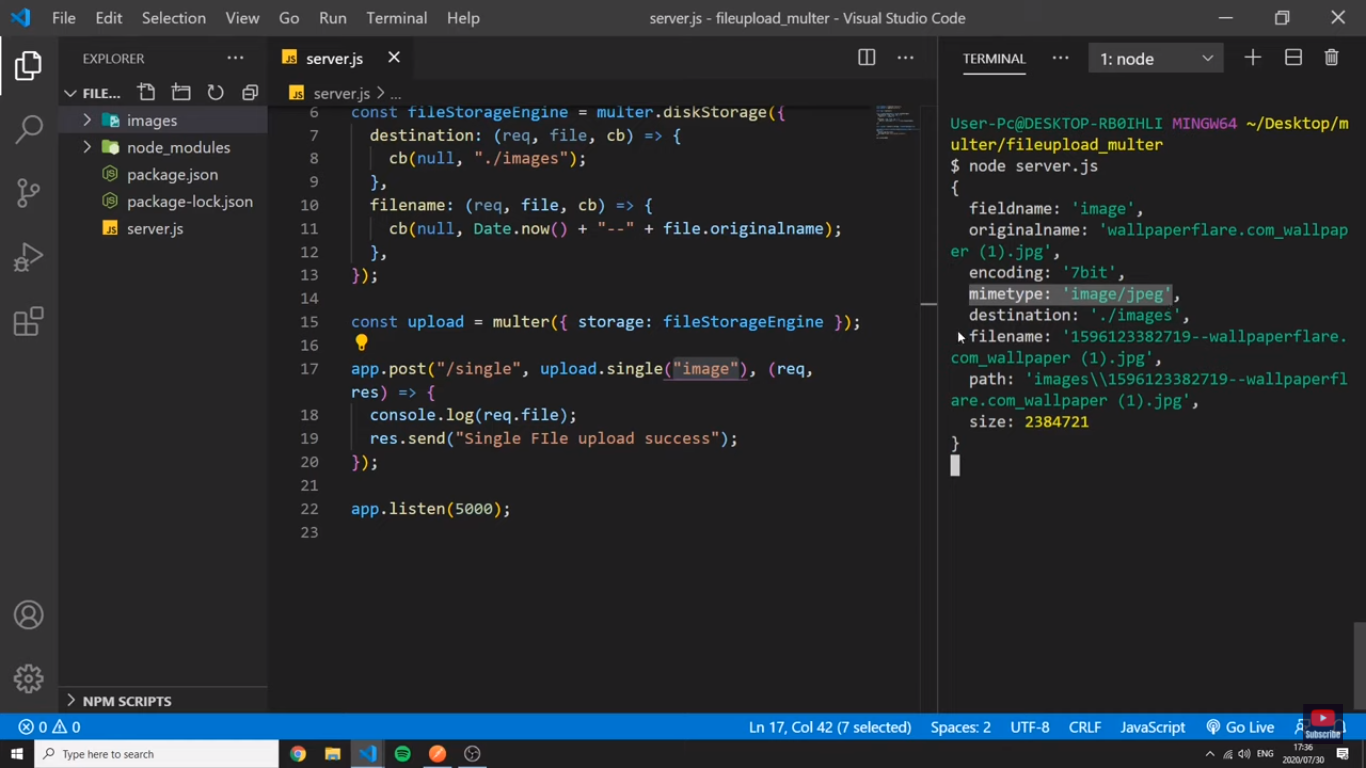 File Edit Selection View Go Run Terminal Help server.js - fileupload_multer - Visual Studio Code
EXPLORER
FILE...
images
node_modules
package.json
package-lock.json
server.js
NPM SCRIPTS
server.js
server.js > ...
6 const fileStorageEngine = multer.diskStorage({
7 destination: (req, file, cb) => {
8 cb(null, "./images");
9 },
10 filename: (req, file, cb) => {
11 cb(null, Date.now() + "--" + file.originalname);
12 },
13 });
14
15 const upload = multer({ storage: fileStorageEngine });
16
17 app.post("/single", upload.single("image"), (req,
res) => {
18 console.log(req.file);
19 res.send("Single FIle upload success");
20 });
21
22 app.listen(5000);
23
TERMINAL 1: node
User-Pc@DESKTOP-RB0IHLI MINGW64 ~/Desktop/m
ulter/fileupload_multer
$ node server.js
{
fieldname: 'image',
originalname: 'wallpaperflare.com_wallpap
er (1).jpg',
encoding: '7bit',
mimetype: 'image/jpeg',
destination: './images',
filename: '1596123382719--wallpaperflare.
com_wallpaper (1).jpg',
path: 'images\\1596123382719--wallpaperfl
are.com_wallpaper (1).jpg',
size: 2384721
}
0 0 Ln 17, Col 42 (7 selected) Spaces: 2 UTF-8 CRLF JavaScript Go Live
Subscribe
Type here to search ENG 17:36
2020/07/30